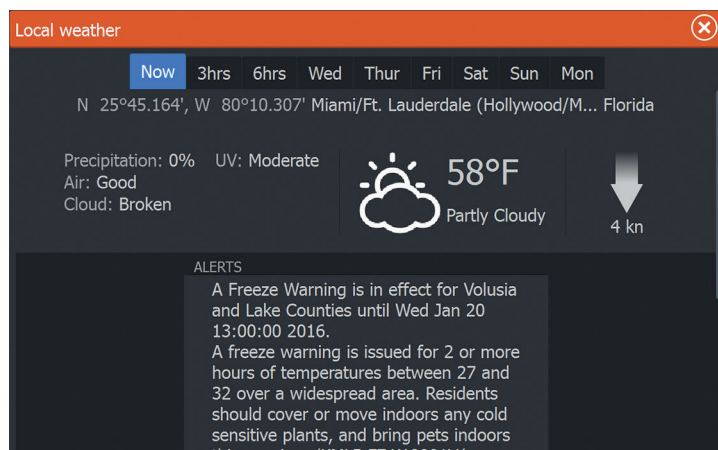 Local weather
Now 3hrs 6hrs Wed Thur Fri Sat Sun Mon
N 25°45.164', W 80°10.307' Miami/Ft. Lauderdale (Hollywood/M... Florida
Precipitation: 0% UV: Moderate
Air: Good
Cloud: Broken
58°F
Partly Cloudy
4 kn
ALERTS
A Freeze Warning is in effect for Volusia
and Lake Counties until Wed Jan 20
13:00:00 2016.
A freeze warning is issued for 2 or more
hours of temperatures between 27 and
32 over a widespread area. Residents
should cover or move indoors any cold
sensitive plants, and bring pets indoors